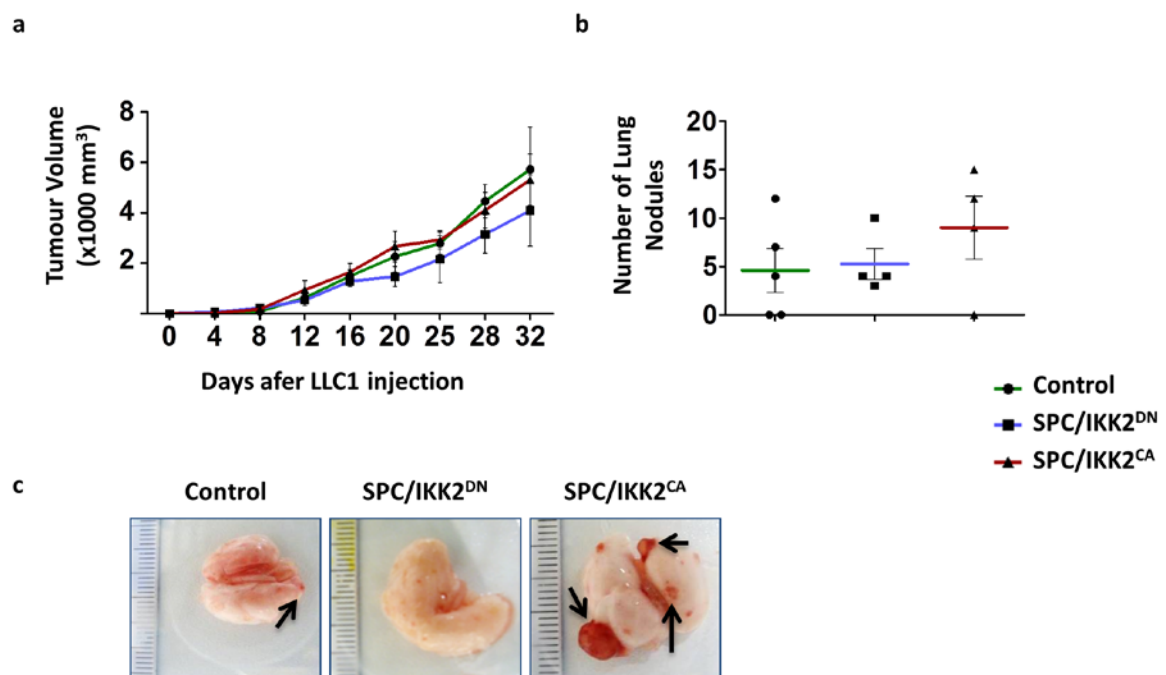 a
b
Tumour Volume
(x1000 mm³)
8
6
4
2
0 4 8 12 16 20 25 28 32
Days afer LLC1 injection
Number of Lung
Nodules
20
15
10
5
0
Control
SPC/IKK2ᴰᴺ
SPC/IKK2ᶜᴬ
c
Control
SPC/IKK2ᴰᴺ
SPC/IKK2ᶜᴬ